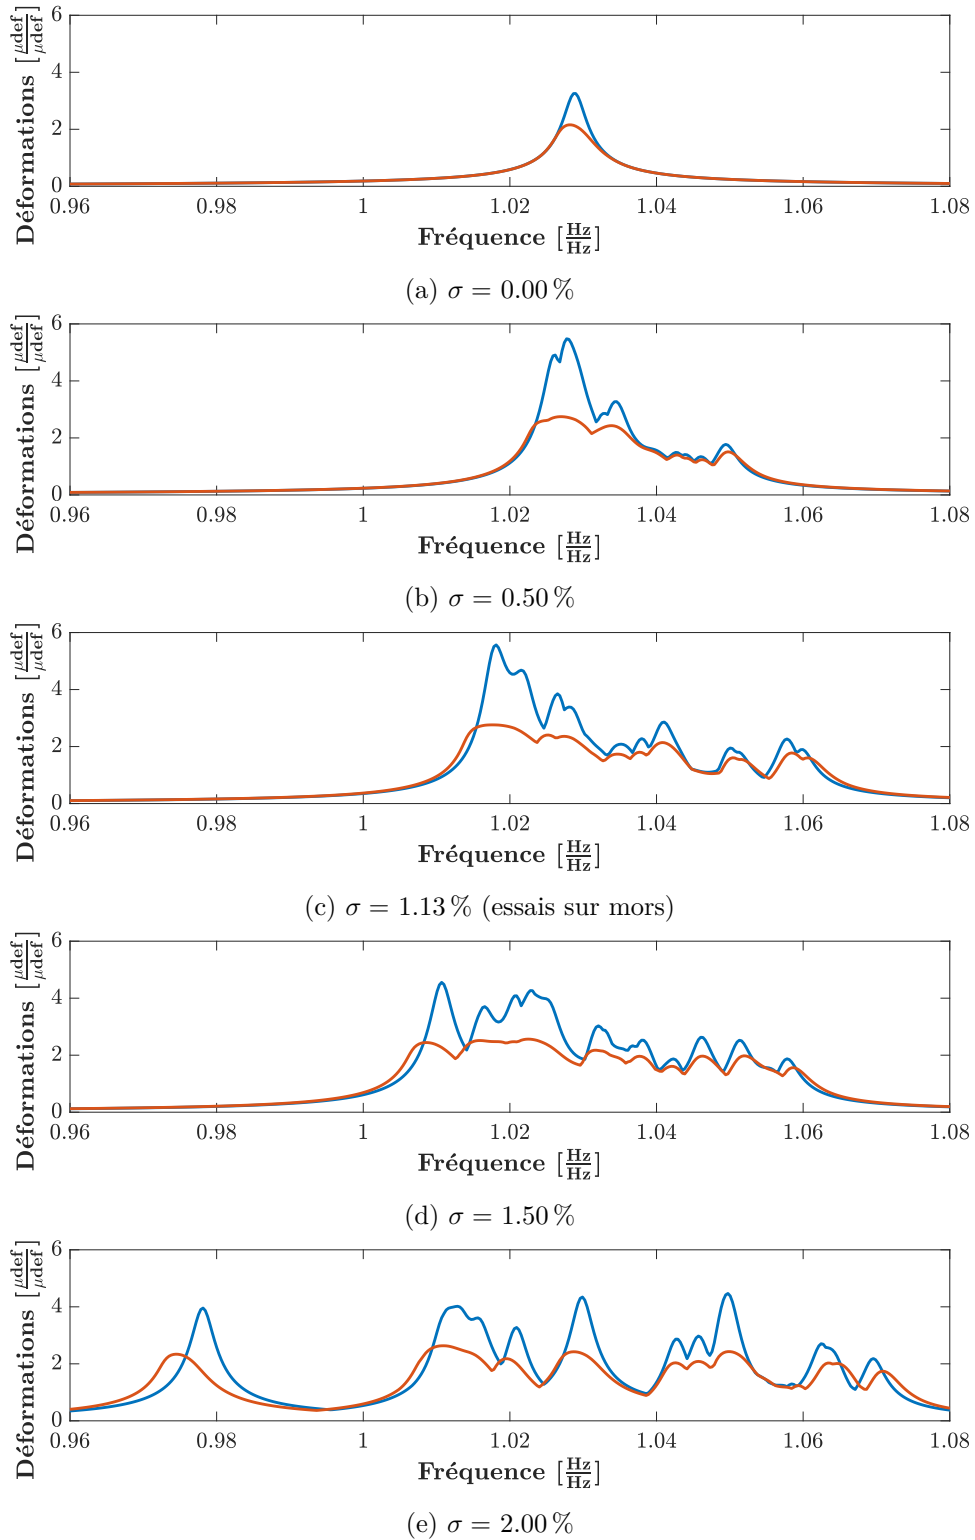 Déformations [μdef/μdef]
6
4
2
0
0.96 0.98 1 1.02 1.04 1.06 1.08
Fréquence [Hz/Hz]
(a) σ = 0.00 %
Déformations [μdef/μdef]
6
4
2
0
0.96 0.98 1 1.02 1.04 1.06 1.08
Fréquence [Hz/Hz]
(b) σ = 0.50 %
Déformations [μdef/μdef]
6
4
2
0
0.96 0.98 1 1.02 1.04 1.06 1.08
Fréquence [Hz/Hz]
(c) σ = 1.13 % (essais sur mors)
Déformations [μdef/μdef]
6
4
2
0
0.96 0.98 1 1.02 1.04 1.06 1.08
Fréquence [Hz/Hz]
(d) σ = 1.50 %
Déformations [μdef/μdef]
6
4
2
0
0.96 0.98 1 1.02 1.04 1.06 1.08
Fréquence [Hz/Hz]
(e) σ = 2.00 %